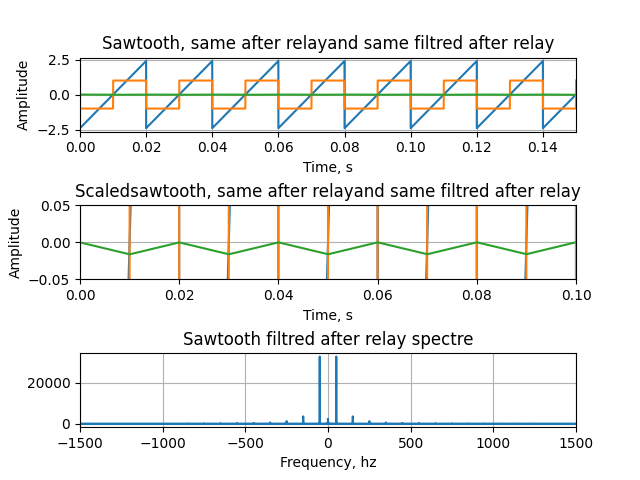 Sawtooth, same after relayand same filtred after relay
Amplitude
2.5
0.0
−2.5
0.00 0.02 0.04 0.06 0.08 0.10 0.12 0.14
Time, s
Scaledsawtooth, same after relayand same filtred after relay
Amplitude
0.05
0.00
−0.05
0.00 0.02 0.04 0.06 0.08 0.10
Time, s
Sawtooth filtred after relay spectre
20000
0
−1500 −1000 −500 0 500 1000 1500
Frequency, hz